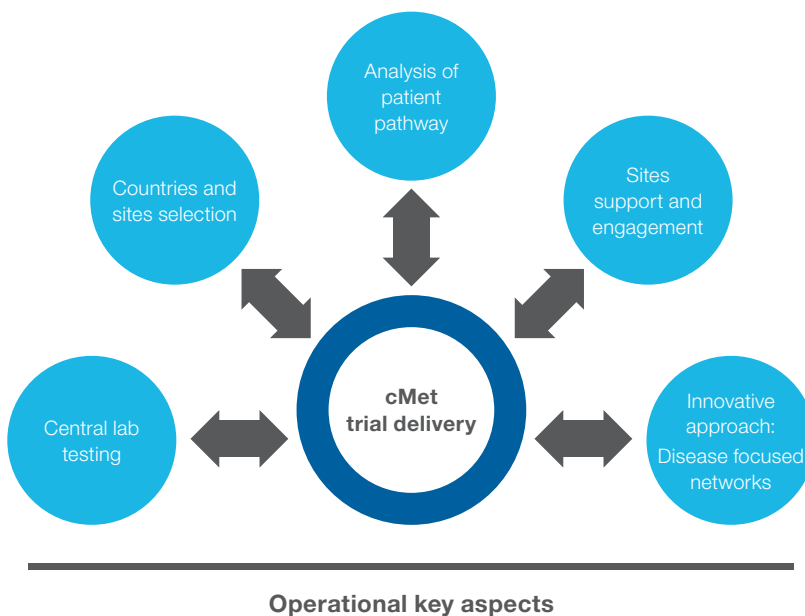 Analysis of
patient
pathway
Countries and
sites selection
Sites
support and
engagement
cMet
trial delivery
Central lab
testing
Innovative
approach:
Disease focused
networks
Operational key aspects